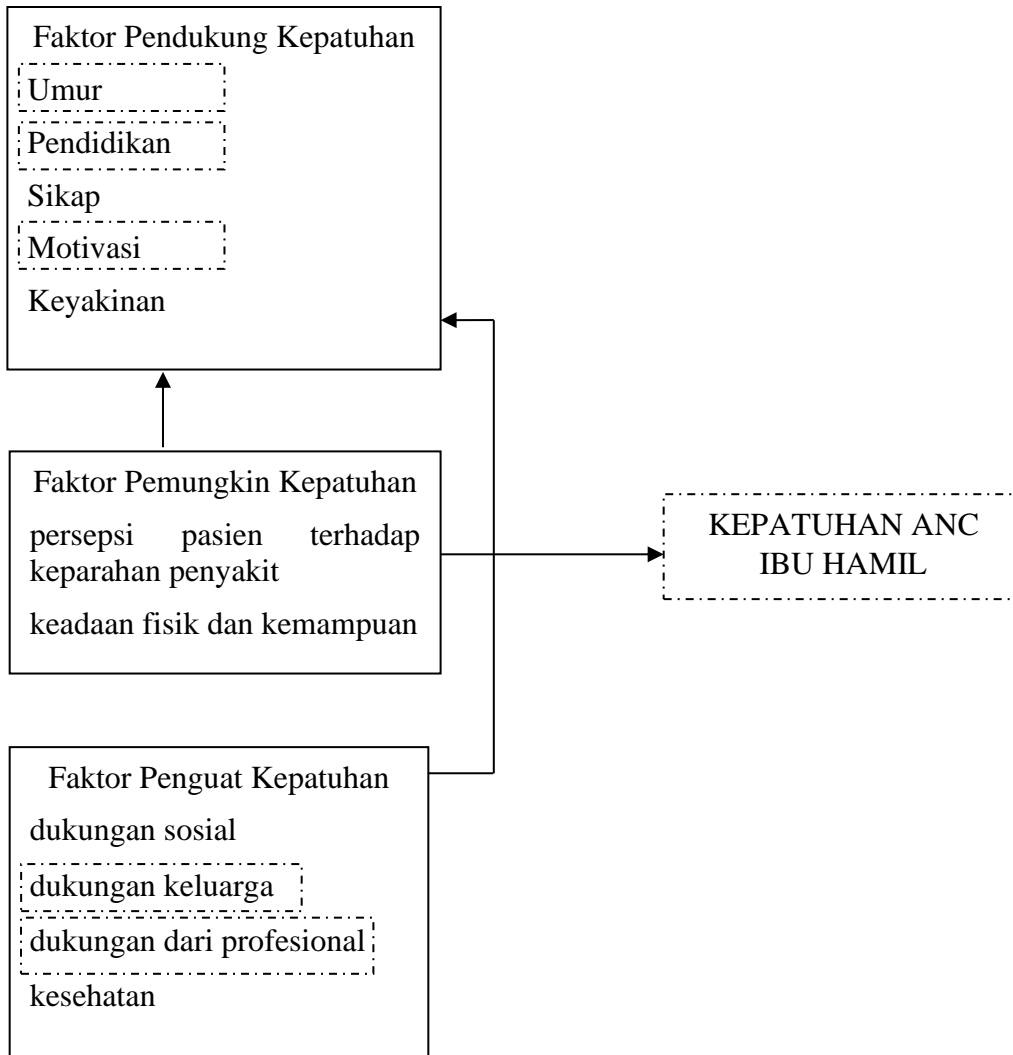 Faktor Pendukung Kepatuhan
Umur
Pendidikan
Sikap
Motivasi
Keyakinan
Faktor Pemungkin Kepatuhan
persepsi pasien terhadap
keparahan penyakit
keadaan fisik dan kemampuan
KEPATUHAN ANC
IBU HAMIL
Faktor Penguat Kepatuhan
dukungan sosial
dukungan keluarga
dukungan dari profesional
kesehatan